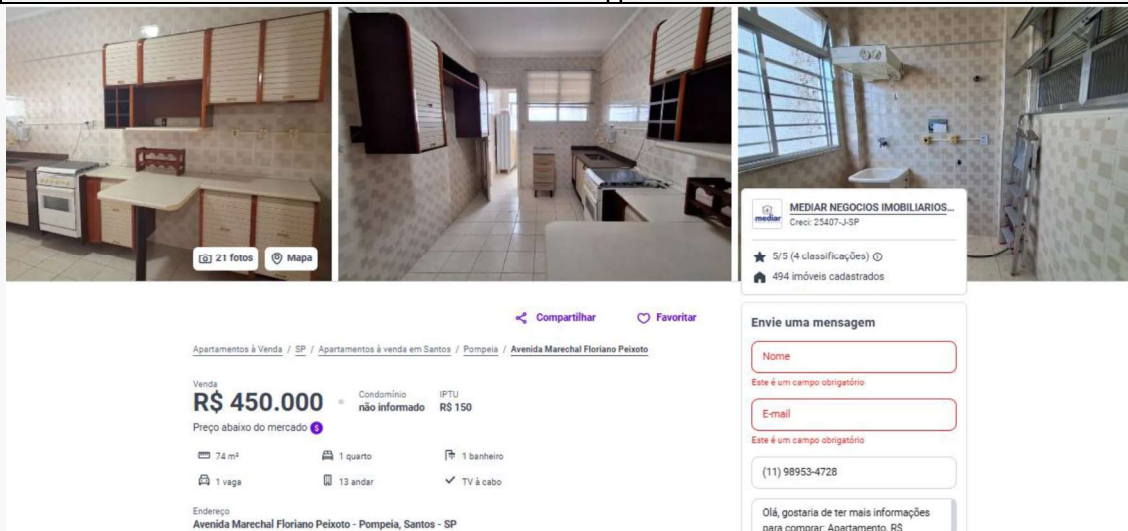 21 fotos
Mapa
mediar
MEDIAR NEGOCIOS IMOBILIARIOS...
Creci: 25407-J-SP
5/5 (4 classificações)
494 imóveis cadastrados
Compartilhar
Favoritar
Apartamentos à Venda / SP / Apartamentos à venda em Santos / Pompeia / Avenida Marechal Floriano Peixoto
Venda
R$ 450.000
Condomínio
não informado
IPTU
R$ 150
Preço abaixo do mercado
74 m²
1 quarto
1 banheiro
1 vaga
13 andar
TV à cabo
Endereço
Avenida Marechal Floriano Peixoto - Pompeia, Santos - SP
Envie uma mensagem
Nome
Este é um campo obrigatório
E-mail
Este é um campo obrigatório
(11) 98953-4728
Olá, gostaria de ter mais informações
para comprar: Apartamento, R$